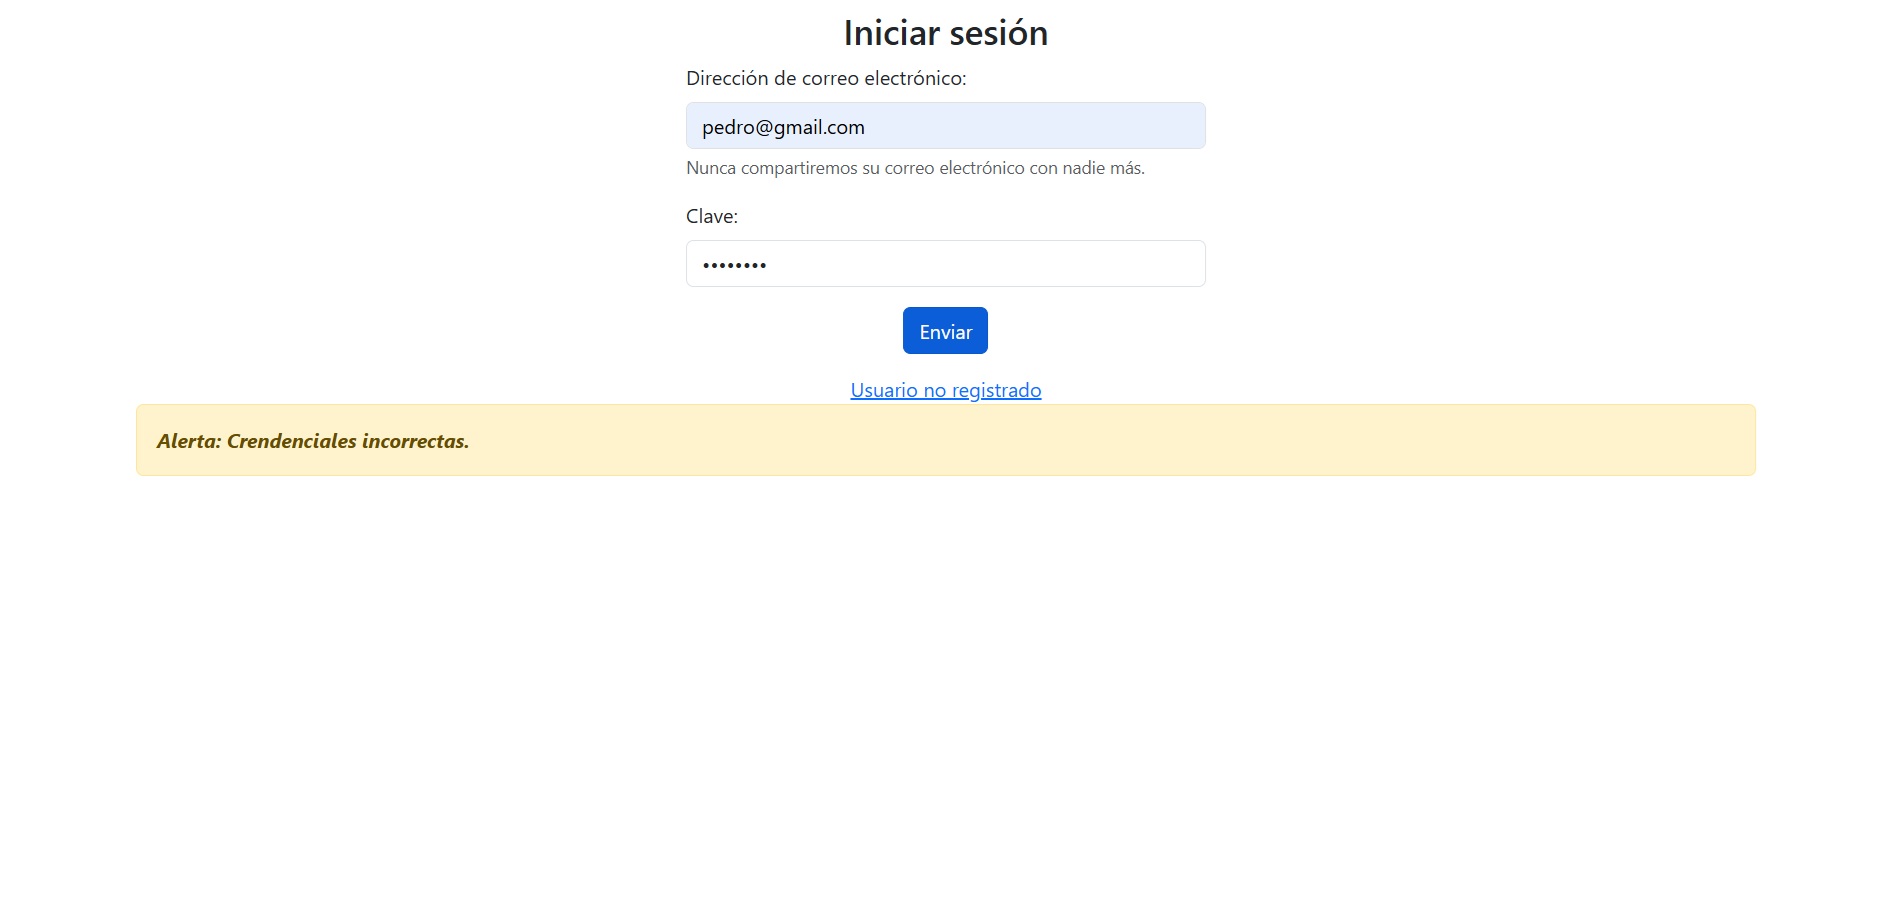 Iniciar sesión
Dirección de correo electrónico:
pedro@gmail.com
Nunca compartiremos su correo electrónico con nadie más.
Clave:
••••••••
Enviar
Usuario no registrado
Alerta: Crendenciales incorrectas.